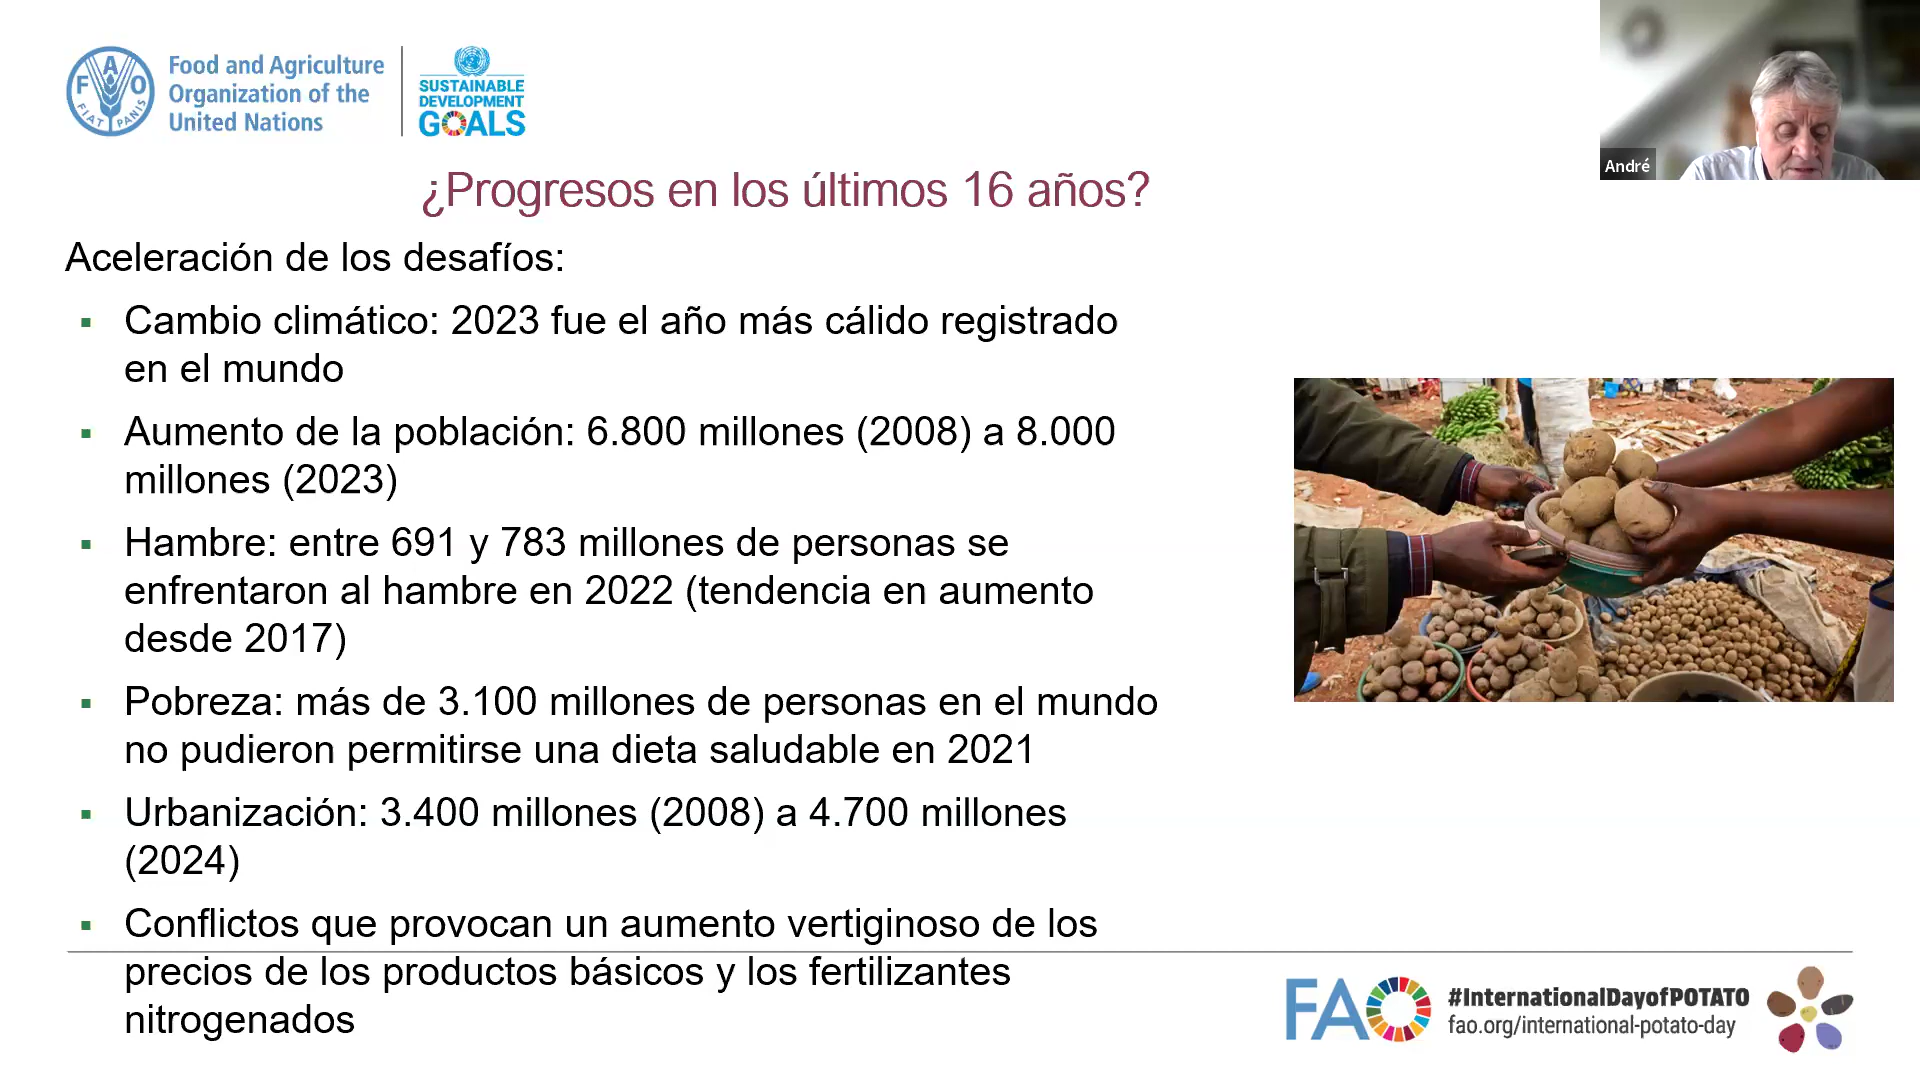 Food and Agriculture
Organization of the
United Nations
F A O
FIAT PANIS
SUSTAINABLE
DEVELOPMENT
GOALS
André
¿Progresos en los últimos 16 años?
Aceleración de los desafíos:
▪ Cambio climático: 2023 fue el año más cálido registrado
en el mundo
▪ Aumento de la población: 6.800 millones (2008) a 8.000
millones (2023)
▪ Hambre: entre 691 y 783 millones de personas se
enfrentaron al hambre en 2022 (tendencia en aumento
desde 2017)
▪ Pobreza: más de 3.100 millones de personas en el mundo
no pudieron permitirse una dieta saludable en 2021
▪ Urbanización: 3.400 millones (2008) a 4.700 millones
(2024)
▪ Conflictos que provocan un aumento vertiginoso de los
precios de los productos básicos y los fertilizantes
nitrogenados
FAO
#InternationalDayofPOTATO
fao.org/international-potato-day